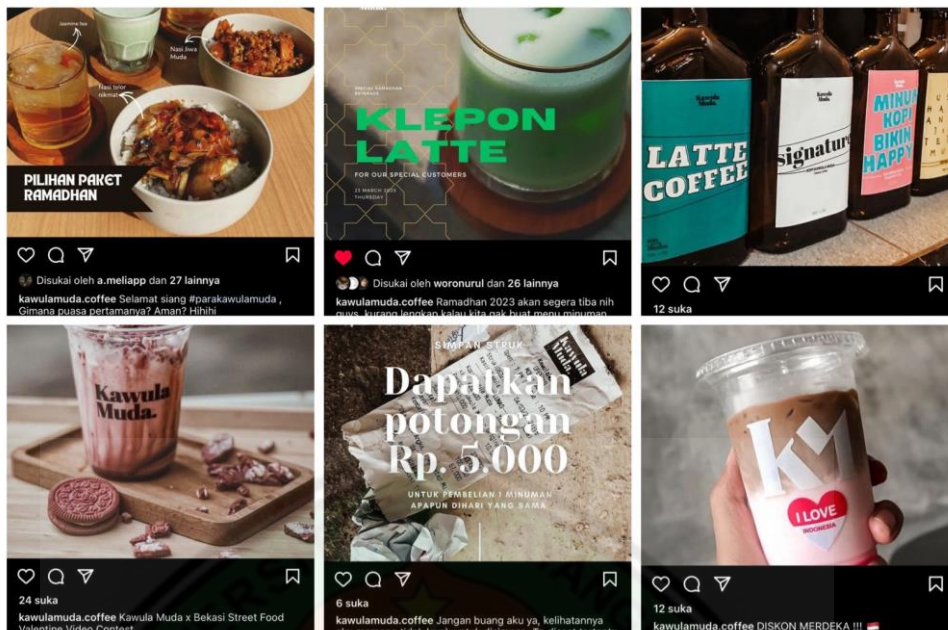 Jasmine tea
Nasi Jiwa
Muda
Nasi telor
nikmat
PILIHAN PAKET
RAMADHAN
Disukai oleh a.meliapp dan 27 lainnya
kawulamuda.coffee Selamat siang #parakawulamuda ,
Gimana puasa pertamanya? Aman? Hihihi
Muda.
SPECIAL RAMADHAN
BEVERAGE
KLEPON
LATTE
FOR OUR SPECIAL CUSTOMERS
23 MARCH 2023
THURSDAY
Disukai oleh woronurul dan 26 lainnya
kawulamuda.coffee Ramadhan 2023 akan segera tiba nih
guys, kurang lengkap kalau kita gak buat menu minuman
Kawula
Muda.
LATTE
COFFEE
Kawula
Muda.
signature
MINUM
KOPI
BIKIN
HAPPY
12 suka
Kawula
Muda.
24 suka
kawulamuda.coffee Kawula Muda x Bekasi Street Food
Valentine Video Contest
SIMPAN STRUK
Kawula
Muda.
Dapatkan
potongan
Rp. 5.000
UNTUK PEMBELIAN 1 MINUMAN
APAPUN DIHARI YANG SAMA
6 suka
kawulamuda.coffee Jangan buang aku ya, kelihatannya
KM
I LOVE
INDONESIA
12 suka
kawulamuda.coffee DISKON MERDEKA !!! 🇮🇩